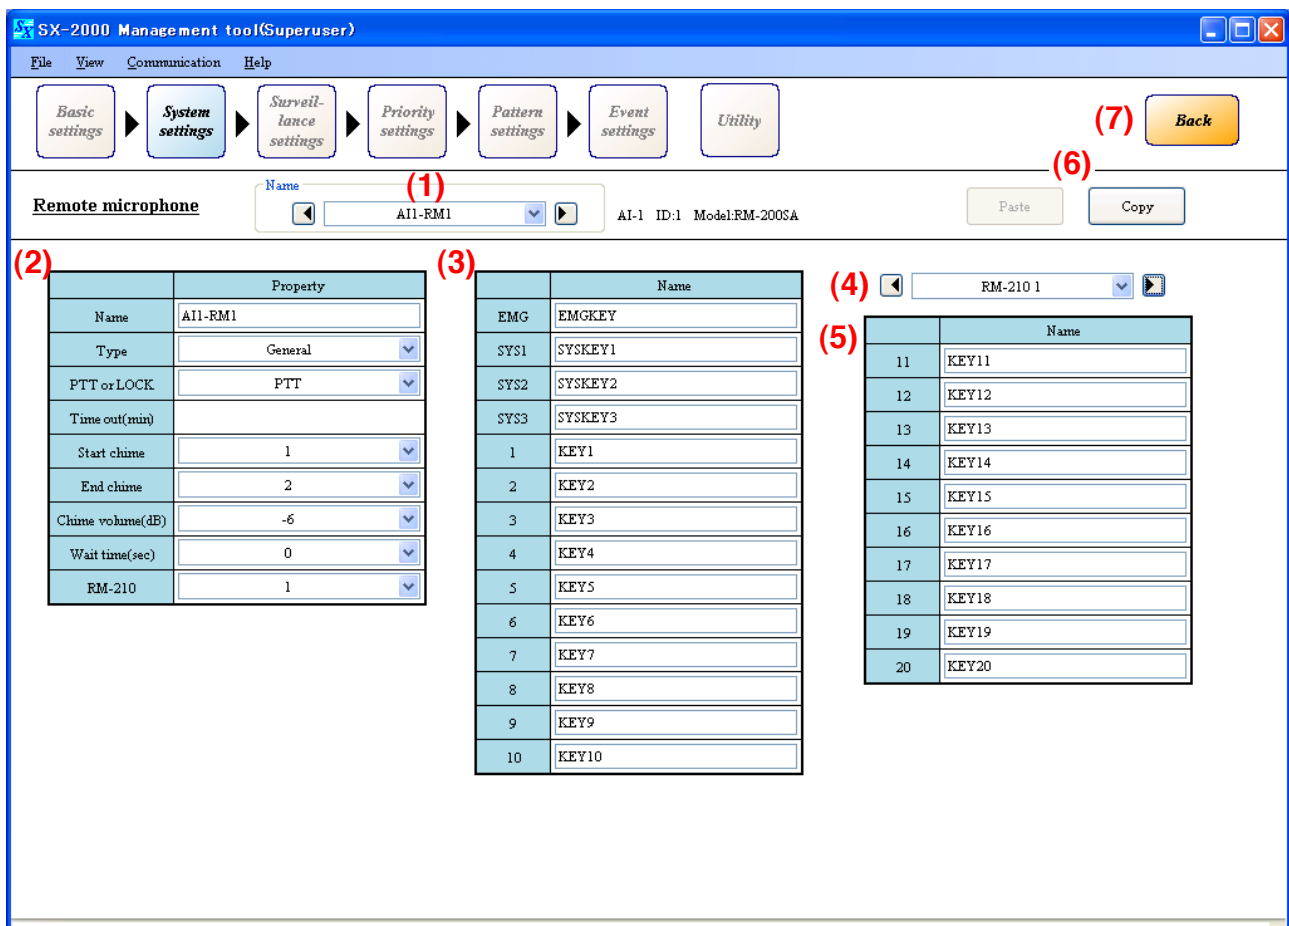 SX SX-2000 Management tool(Superuser)
File View Communication Help
Basic settings
System settings
Surveil-lance settings
Priority settings
Pattern settings
Event settings
Utility
(7) Back
Remote microphone
Name
(1)
AI1-RM1
AI-1 ID:1 Model:RM-200SA
(6)
Paste Copy
(2)
Property
Name AI1-RM1
Type General
PTT or LOCK PTT
Time out(min)
Start chime 1
End chime 2
Chime volume(dB) -6
Wait time(sec) 0
RM-210 1
(3)
Name
EMG EMGKEY
SYS1 SYSKEY1
SYS2 SYSKEY2
SYS3 SYSKEY3
1 KEY1
2 KEY2
3 KEY3
4 KEY4
5 KEY5
6 KEY6
7 KEY7
8 KEY8
9 KEY9
10 KEY10
(4) RM-210 1
(5)
Name
11 KEY11
12 KEY12
13 KEY13
14 KEY14
15 KEY15
16 KEY16
17 KEY17
18 KEY18
19 KEY19
20 KEY20